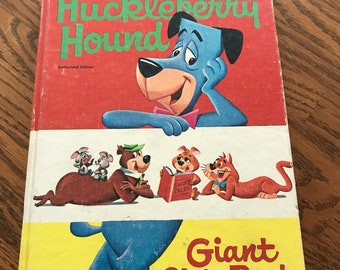 Huckleberry
Hound
Authorized Edition
Giant